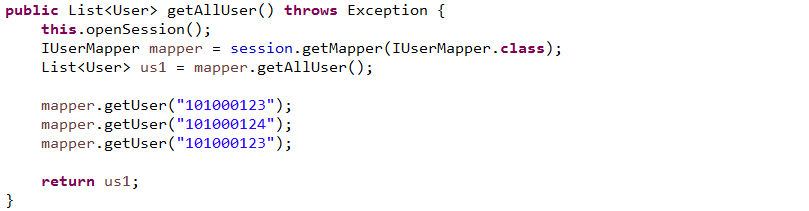 public List<User> getAllUser() throws Exception {
    this.openSession();
    IUserMapper mapper = session.getMapper(IUserMapper.class);
    List<User> us1 = mapper.getAllUser();

    mapper.getUser("101000123");
    mapper.getUser("101000124");
    mapper.getUser("101000123");

    return us1;
}